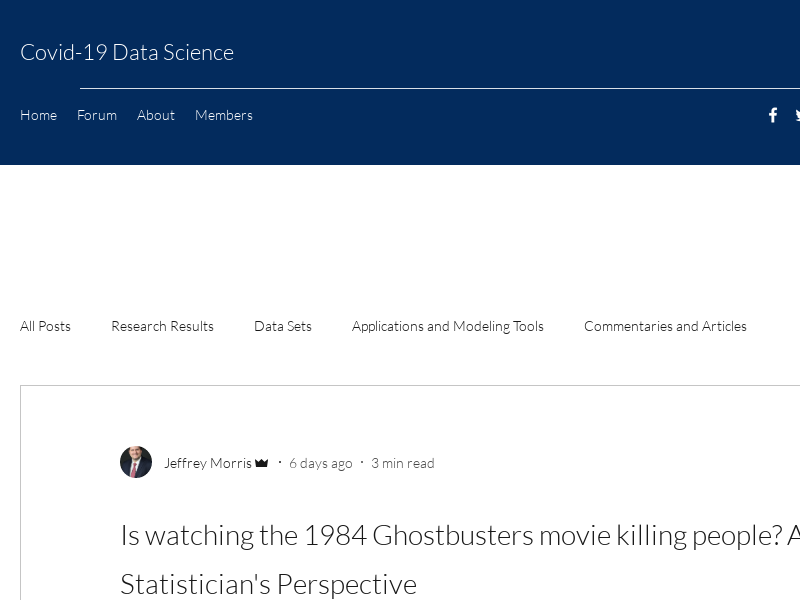 Covid-19 Data Science
Home Forum About Members
All Posts Research Results Data Sets Applications and Modeling Tools Commentaries and Articles
Jeffrey Morris · 6 days ago · 3 min read
Is watching the 1984 Ghostbusters movie killing people? A
Statistician's Perspective